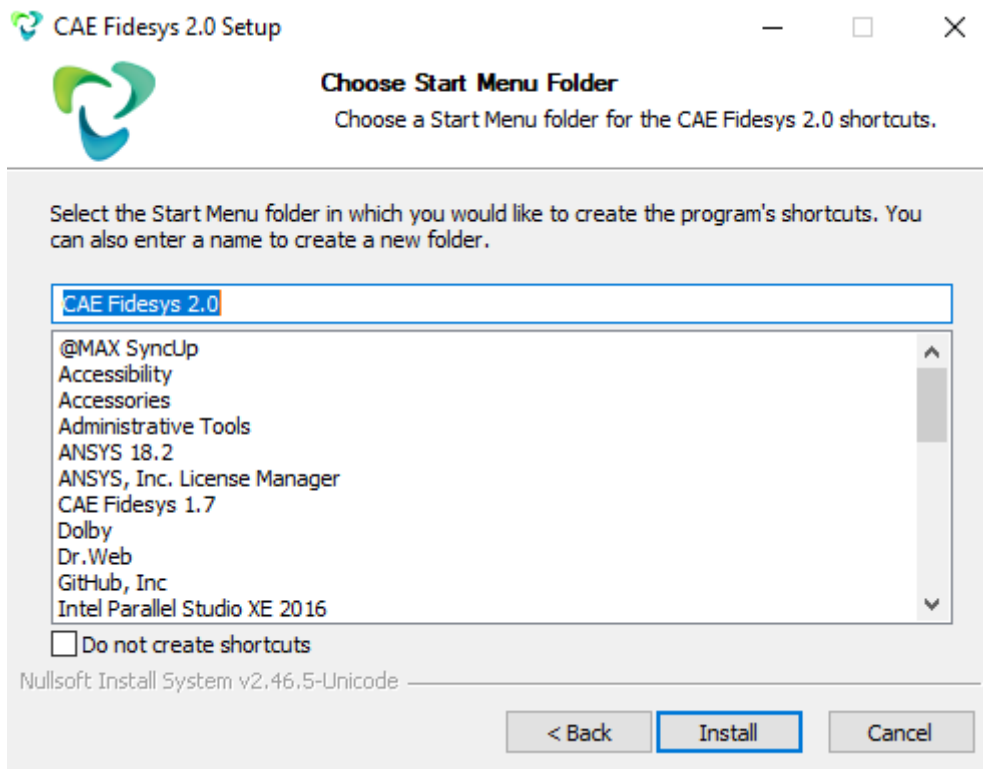 CAE Fidesys 2.0 Setup
Choose Start Menu Folder
Choose a Start Menu folder for the CAE Fidesys 2.0 shortcuts.
Select the Start Menu folder in which you would like to create the program's shortcuts. You
can also enter a name to create a new folder.
CAE Fidesys 2.0
@MAX SyncUp
Accessibility
Accessories
Administrative Tools
ANSYS 18.2
ANSYS, Inc. License Manager
CAE Fidesys 1.7
Dolby
Dr.Web
GitHub, Inc
Intel Parallel Studio XE 2016
Do not create shortcuts
Nullsoft Install System v2.46.5-Unicode
< Back Install Cancel